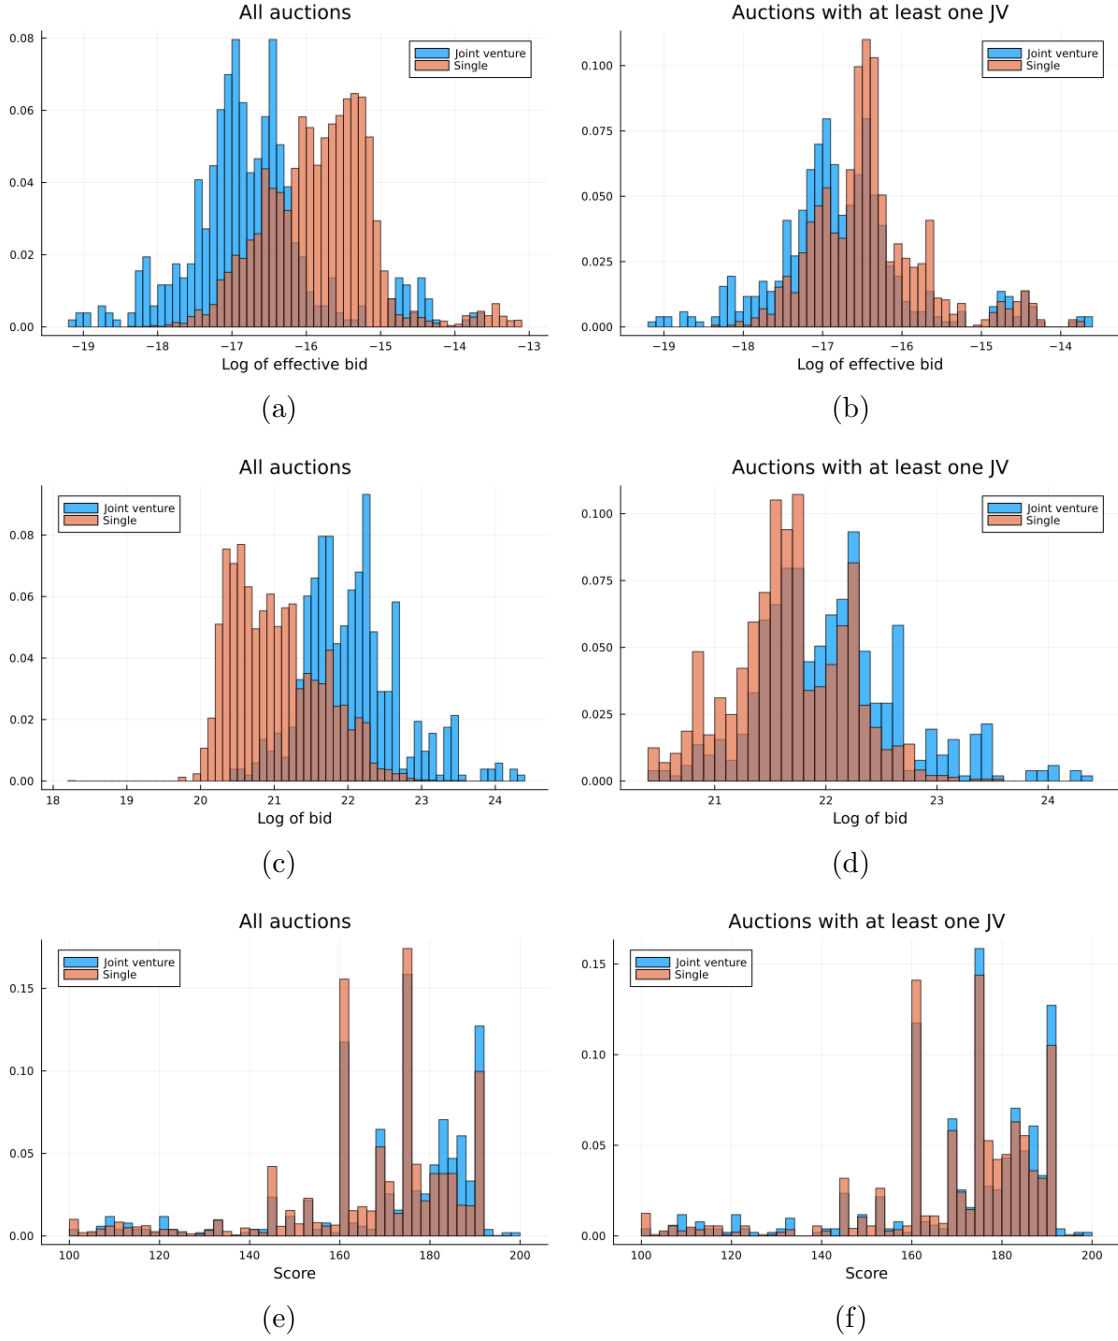 All auctions
Joint venture
Single
0.08
0.06
0.04
0.02
0.00
−19 −18 −17 −16 −15 −14 −13
Log of effective bid
(a)
Auctions with at least one JV
Joint venture
Single
0.100
0.075
0.050
0.025
0.000
−19 −18 −17 −16 −15 −14
Log of effective bid
(b)
All auctions
Joint venture
Single
0.08
0.06
0.04
0.02
0.00
18 19 20 21 22 23 24
Log of bid
(c)
Auctions with at least one JV
Joint venture
Single
0.100
0.075
0.050
0.025
0.000
21 22 23 24
Log of bid
(d)
All auctions
Joint venture
Single
0.15
0.10
0.05
0.00
100 120 140 160 180 200
Score
(e)
Auctions with at least one JV
Joint venture
Single
0.15
0.10
0.05
0.00
100 120 140 160 180 200
Score
(f)